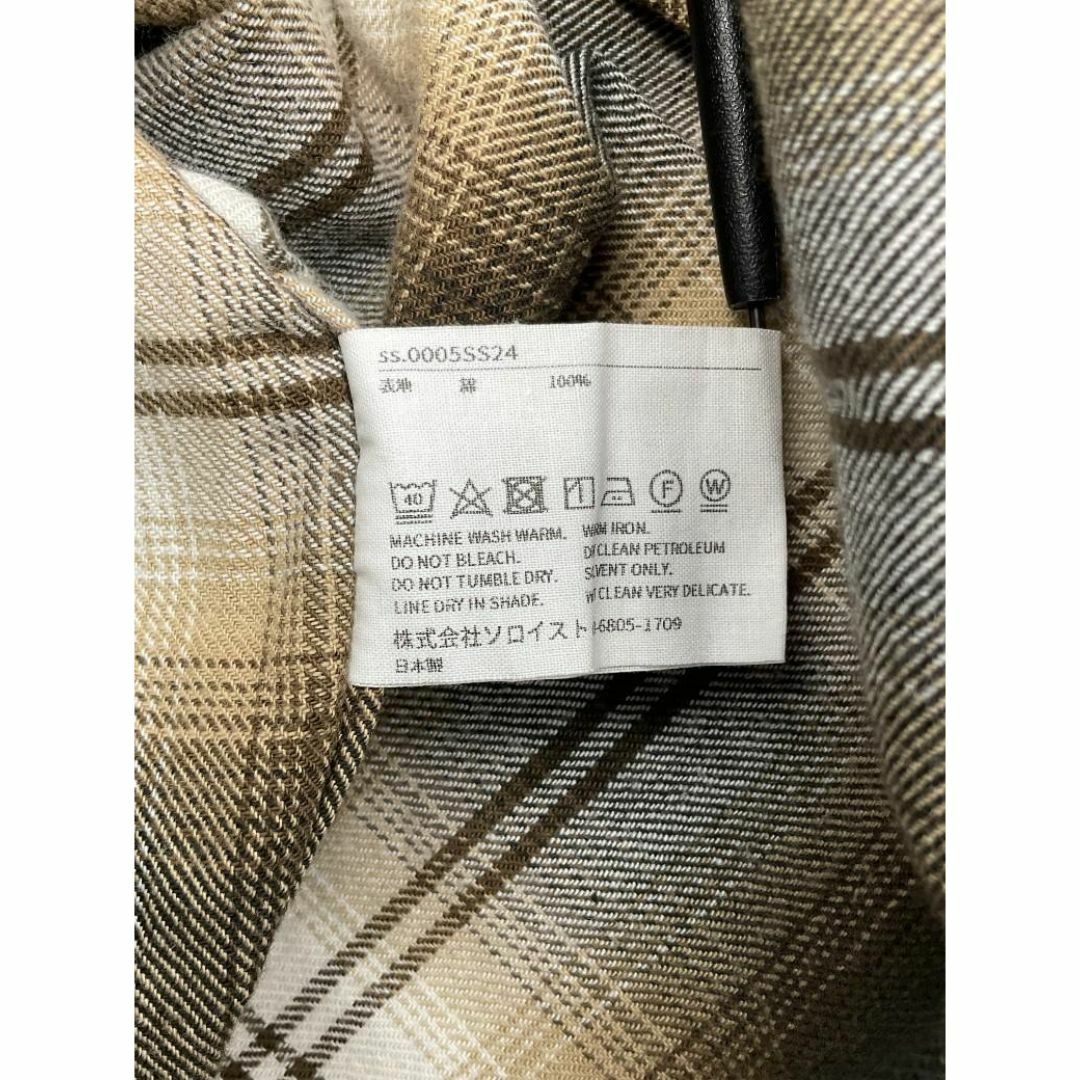 ss.0005SS24
表地 綿 100%
40 F W
MACHINE WASH WARM.
DO NOT BLEACH.
DO NOT TUMBLE DRY.
LINE DRY IN SHADE.
IRON.
CLEAN PETROLEUM
ONLY.
CLEAN VERY DELICATE.
株式会社ソロイスト -6805-1709
日本製